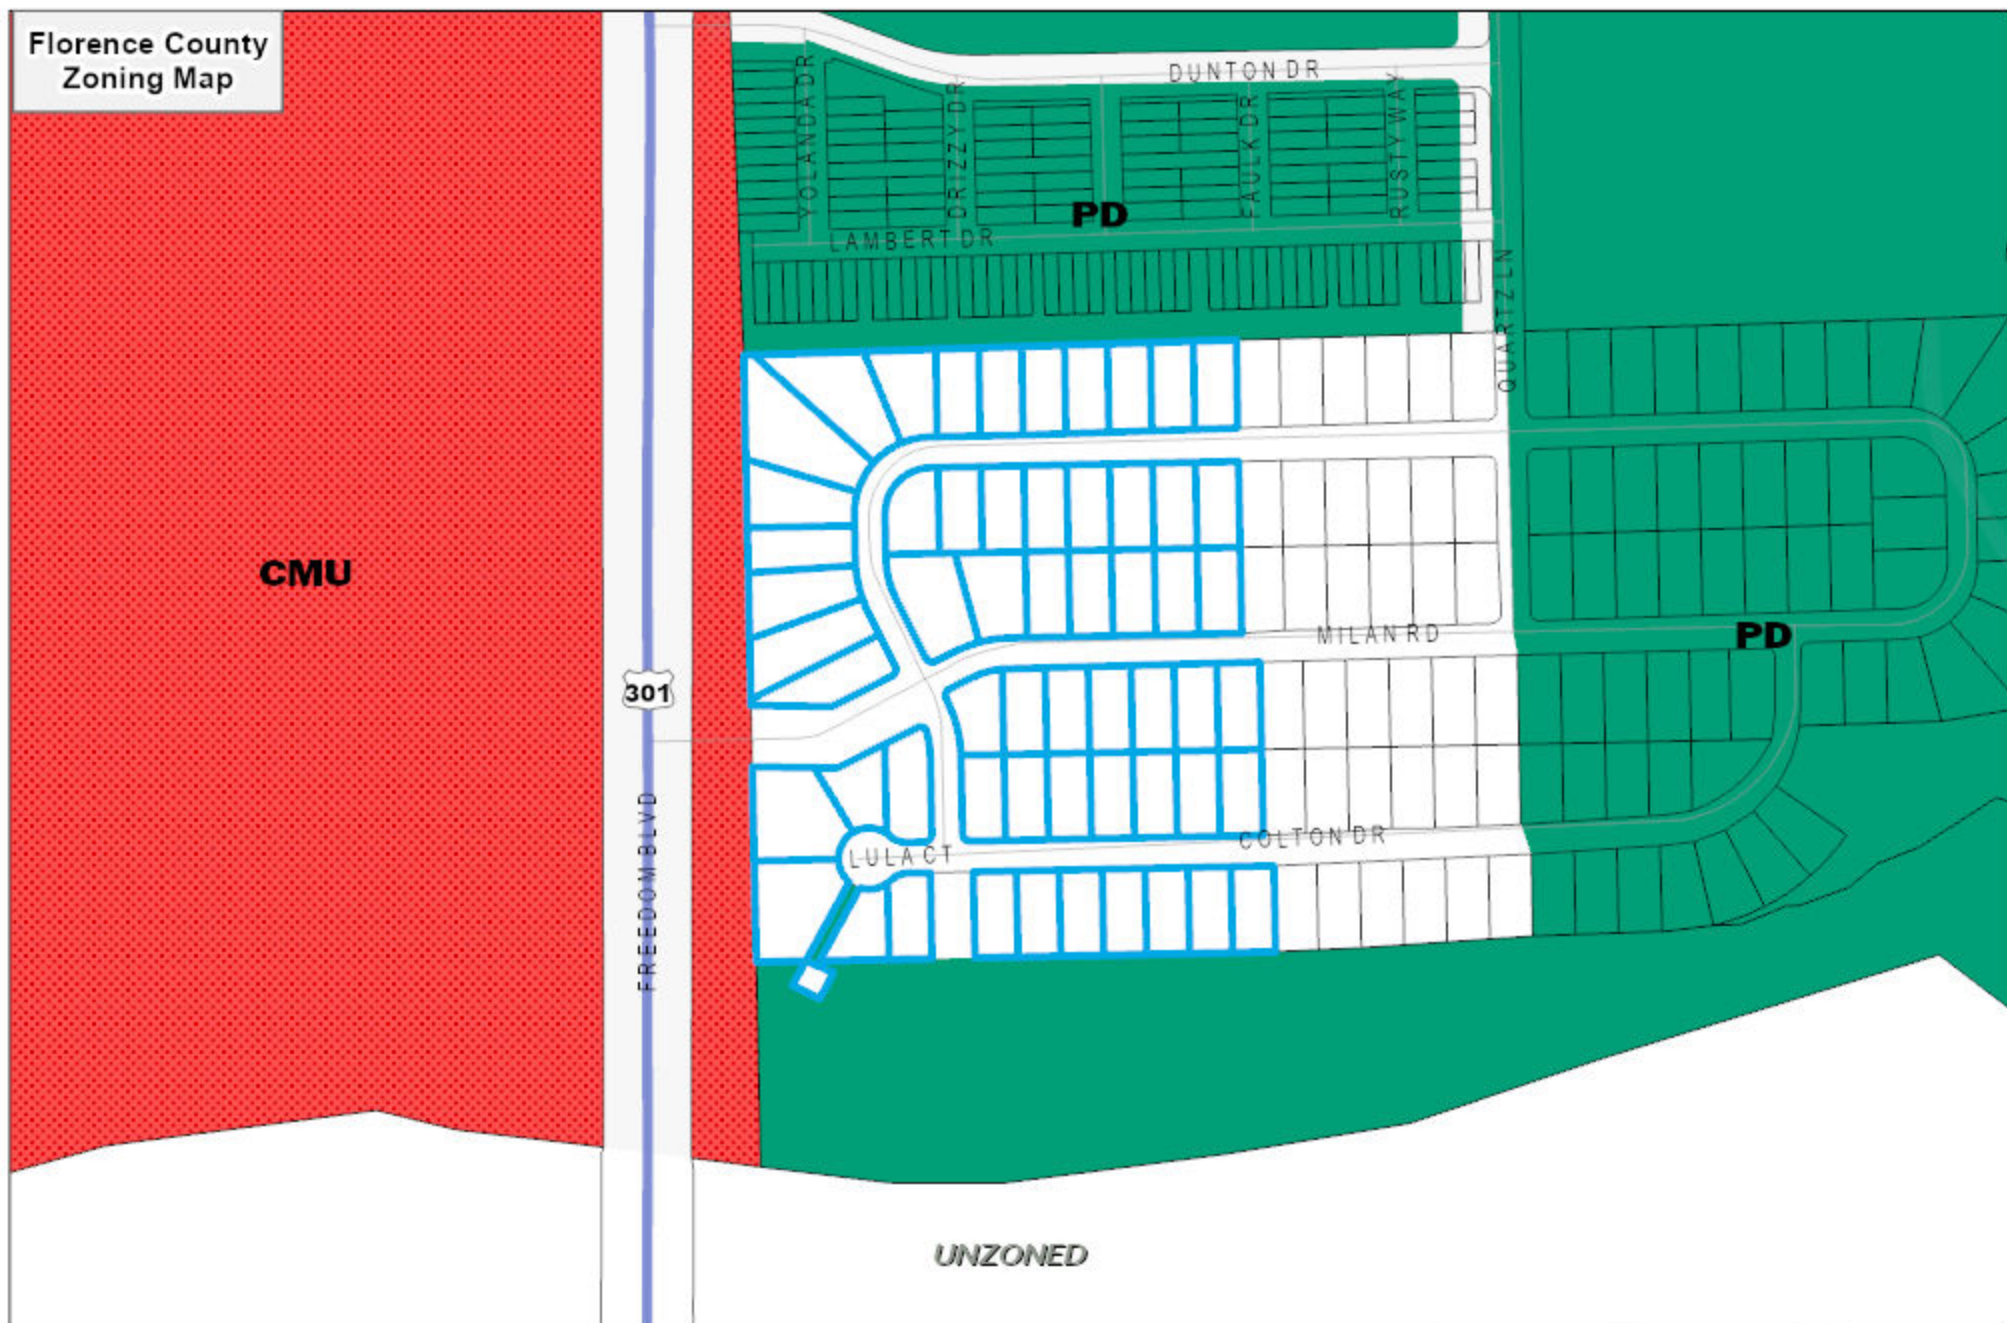 Florence County
Zoning Map
DUNTON DR
YOLANDA DR
DRIZZY DR
FAULK DR
RUSTY WAY
PD
LAMBERT DR
QUARTZ LN
CMU
MILAN RD
PD
301
FREEDOM BLVD
COLTON DR
LULA CT
UNZONED